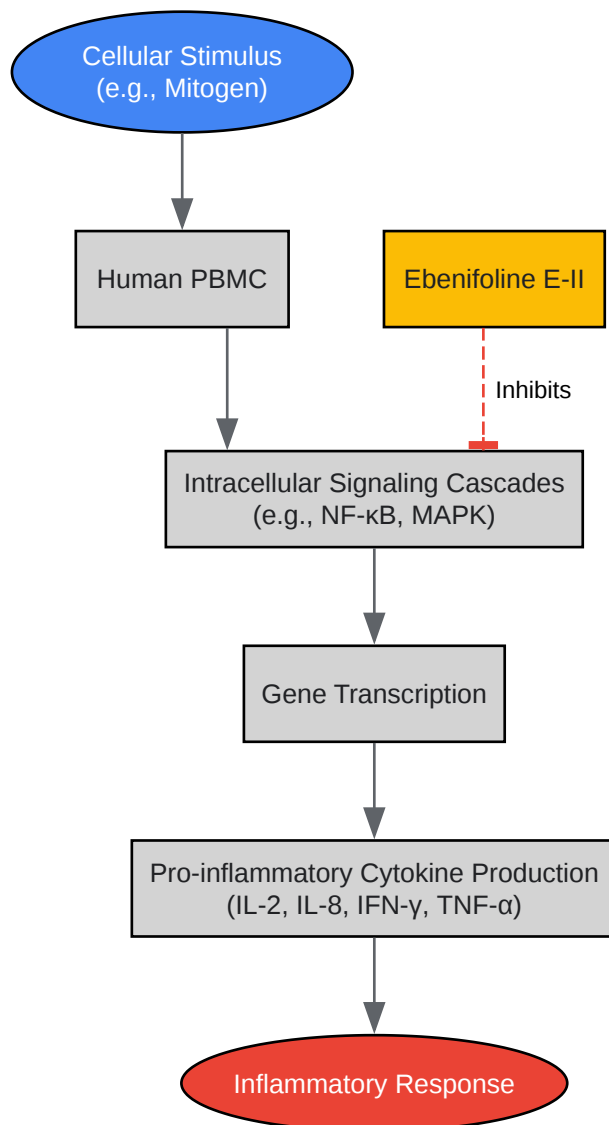 Cellular Stimulus
(e.g., Mitogen)
Human PBMC
Ebenifoline E-II
Inhibits
Intracellular Signaling Cascades
(e.g., NF-κB, MAPK)
Gene Transcription
Pro-inflammatory Cytokine Production
(IL-2, IL-8, IFN-γ, TNF-α)
Inflammatory Response